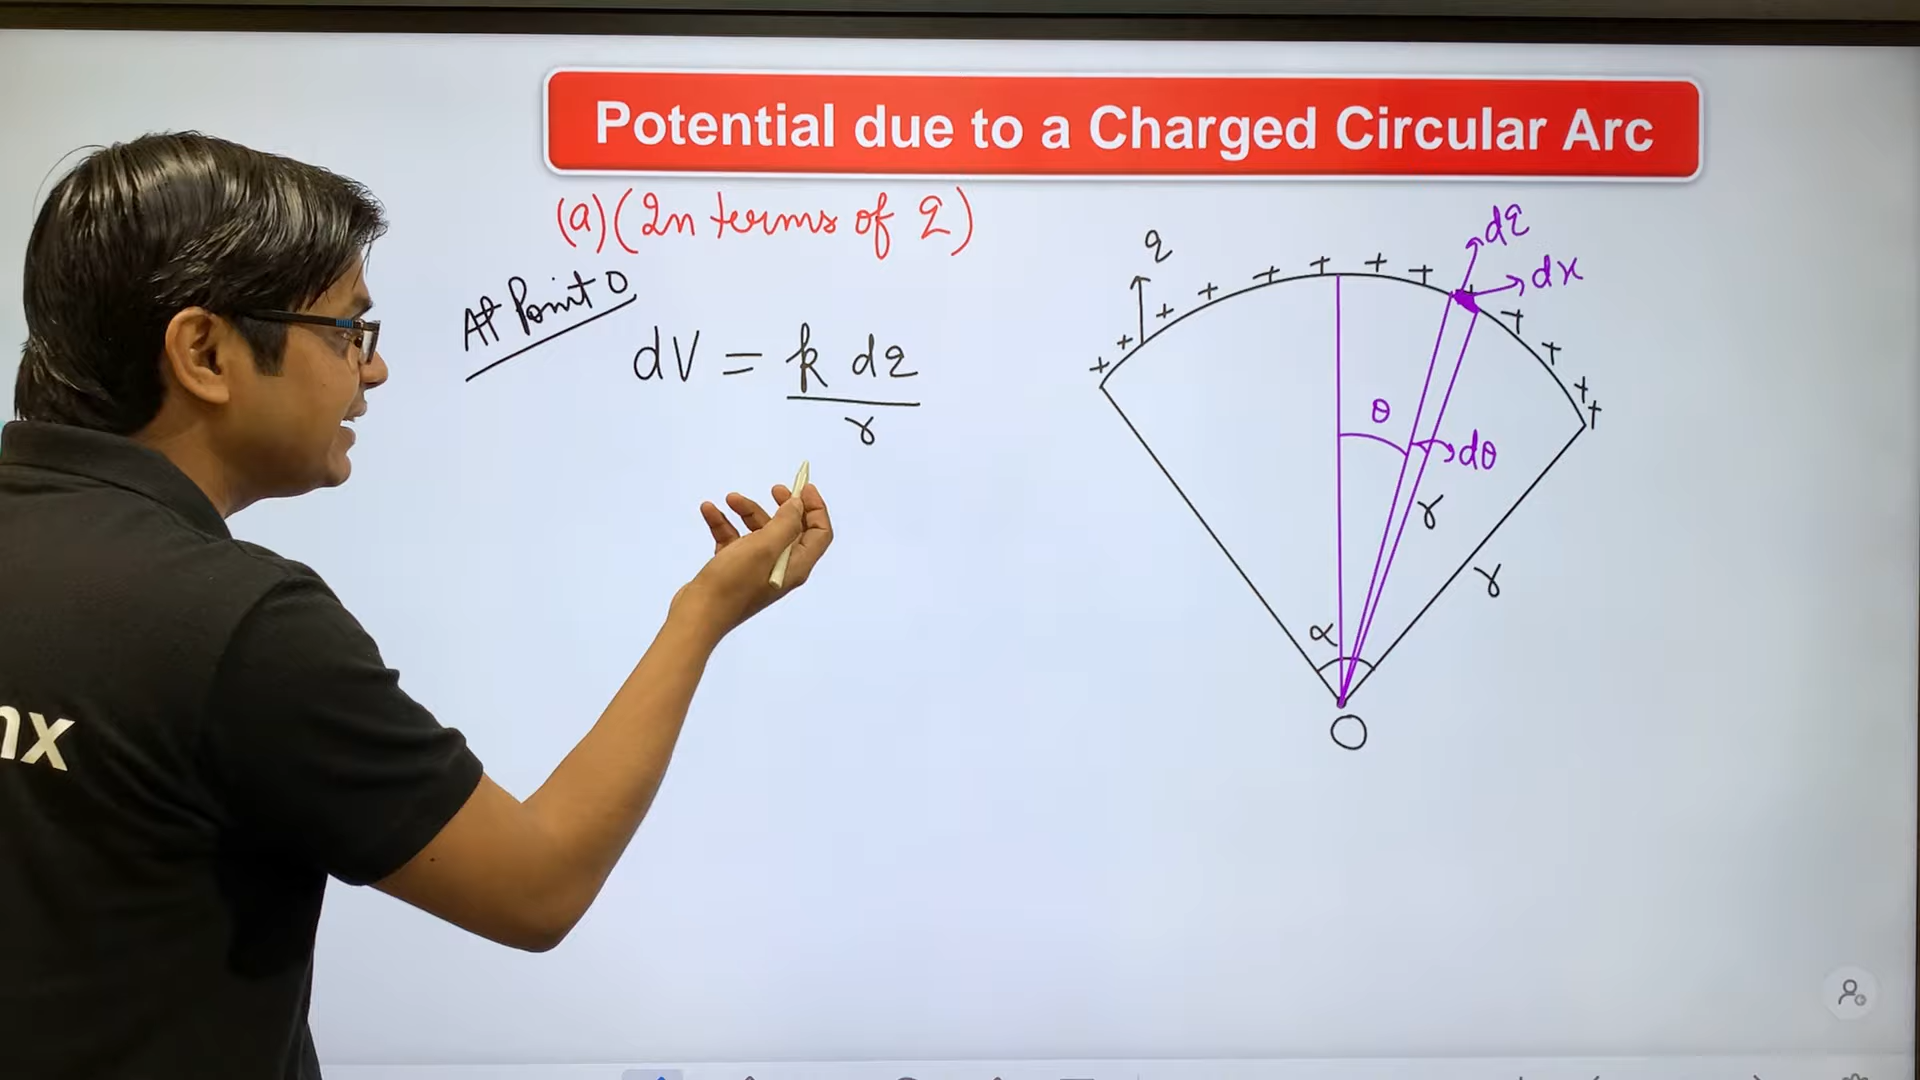 Potential due to a Charged Circular Arc
(a) (In terms of q)
At Point O
dV = k dq
r
q
dq
dx
θ
dθ
r
r
α
O
nx